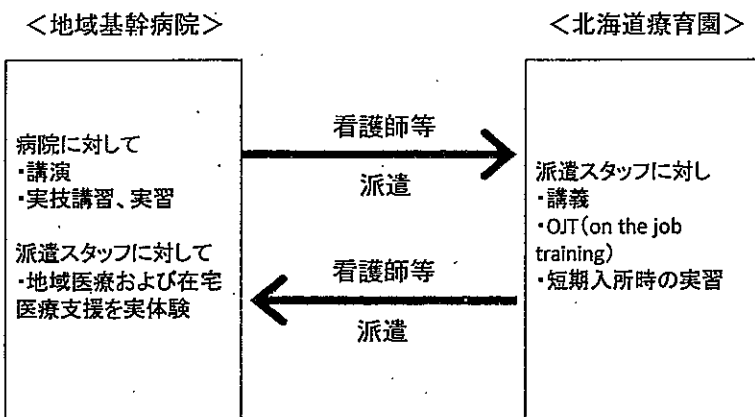 <地域基幹病院>
<北海道療育園>
病院に対して
・講演
・実技講習、実習
派遣スタッフに対して
・地域医療および在宅
医療支援を実体験
看護師等
派遣
看護師等
派遣
派遣スタッフに対し
・講義
・OJT(on the job
training)
・短期入所時の実習